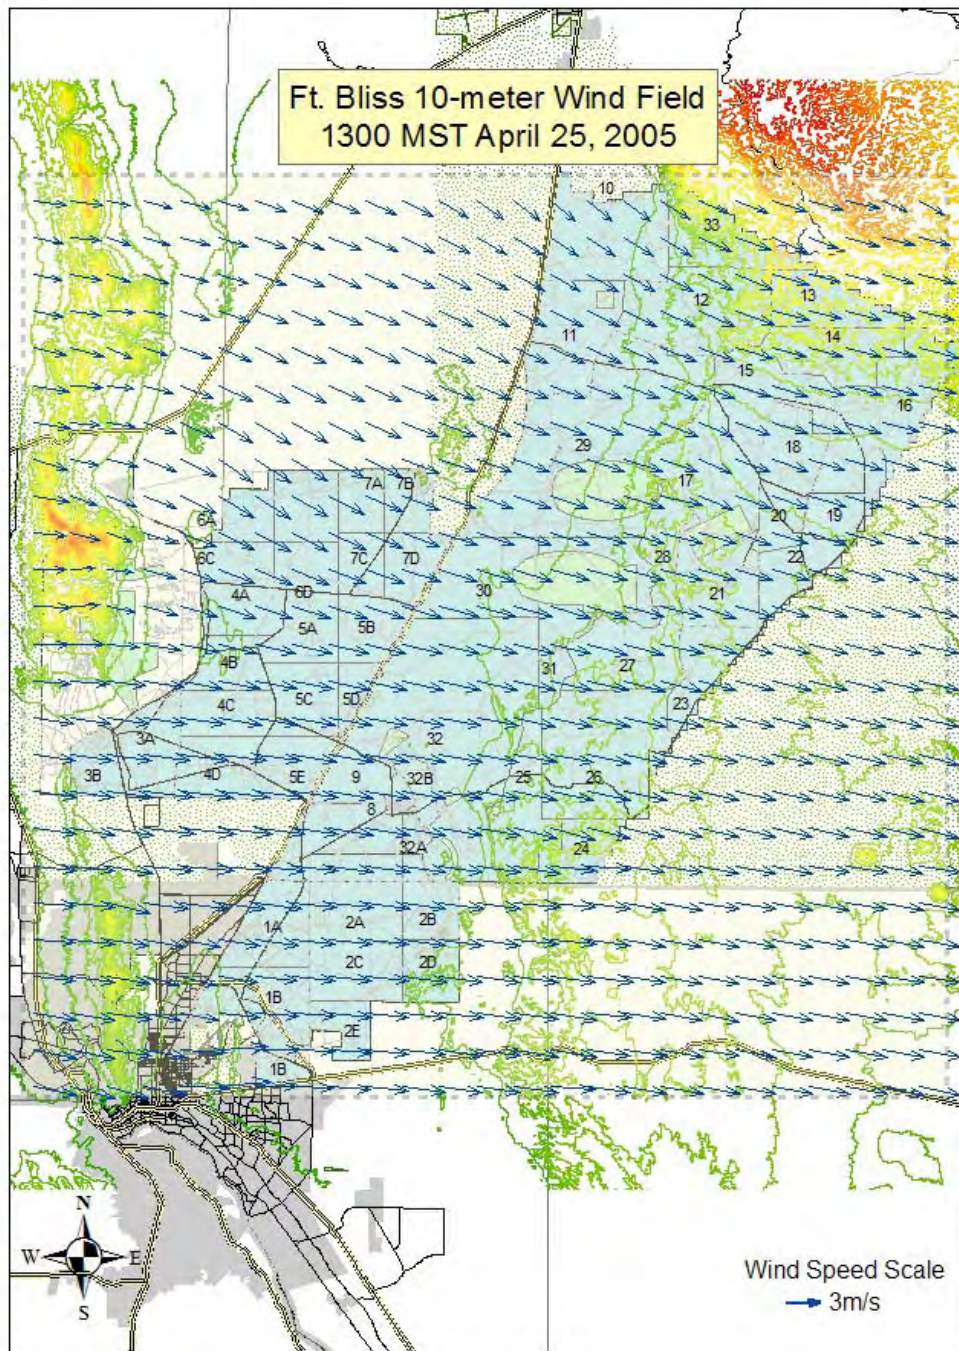 Ft. Bliss 10-meter Wind Field
1300 MST April 25, 2005
10
33
12
13
11
14
15
16
29
18
7A
7B
17
6A
20
19
6C
7C
7D
28
22
4A
6D
30
21
5A
5B
4B
31
27
4C
5C
5D
23
3A
32
3B
4D
5E
9
32B
25
26
8
32A
24
1A
2A
2B
2C
2D
1B
2E
1B
N
W
E
S
Wind Speed Scale
3m/s